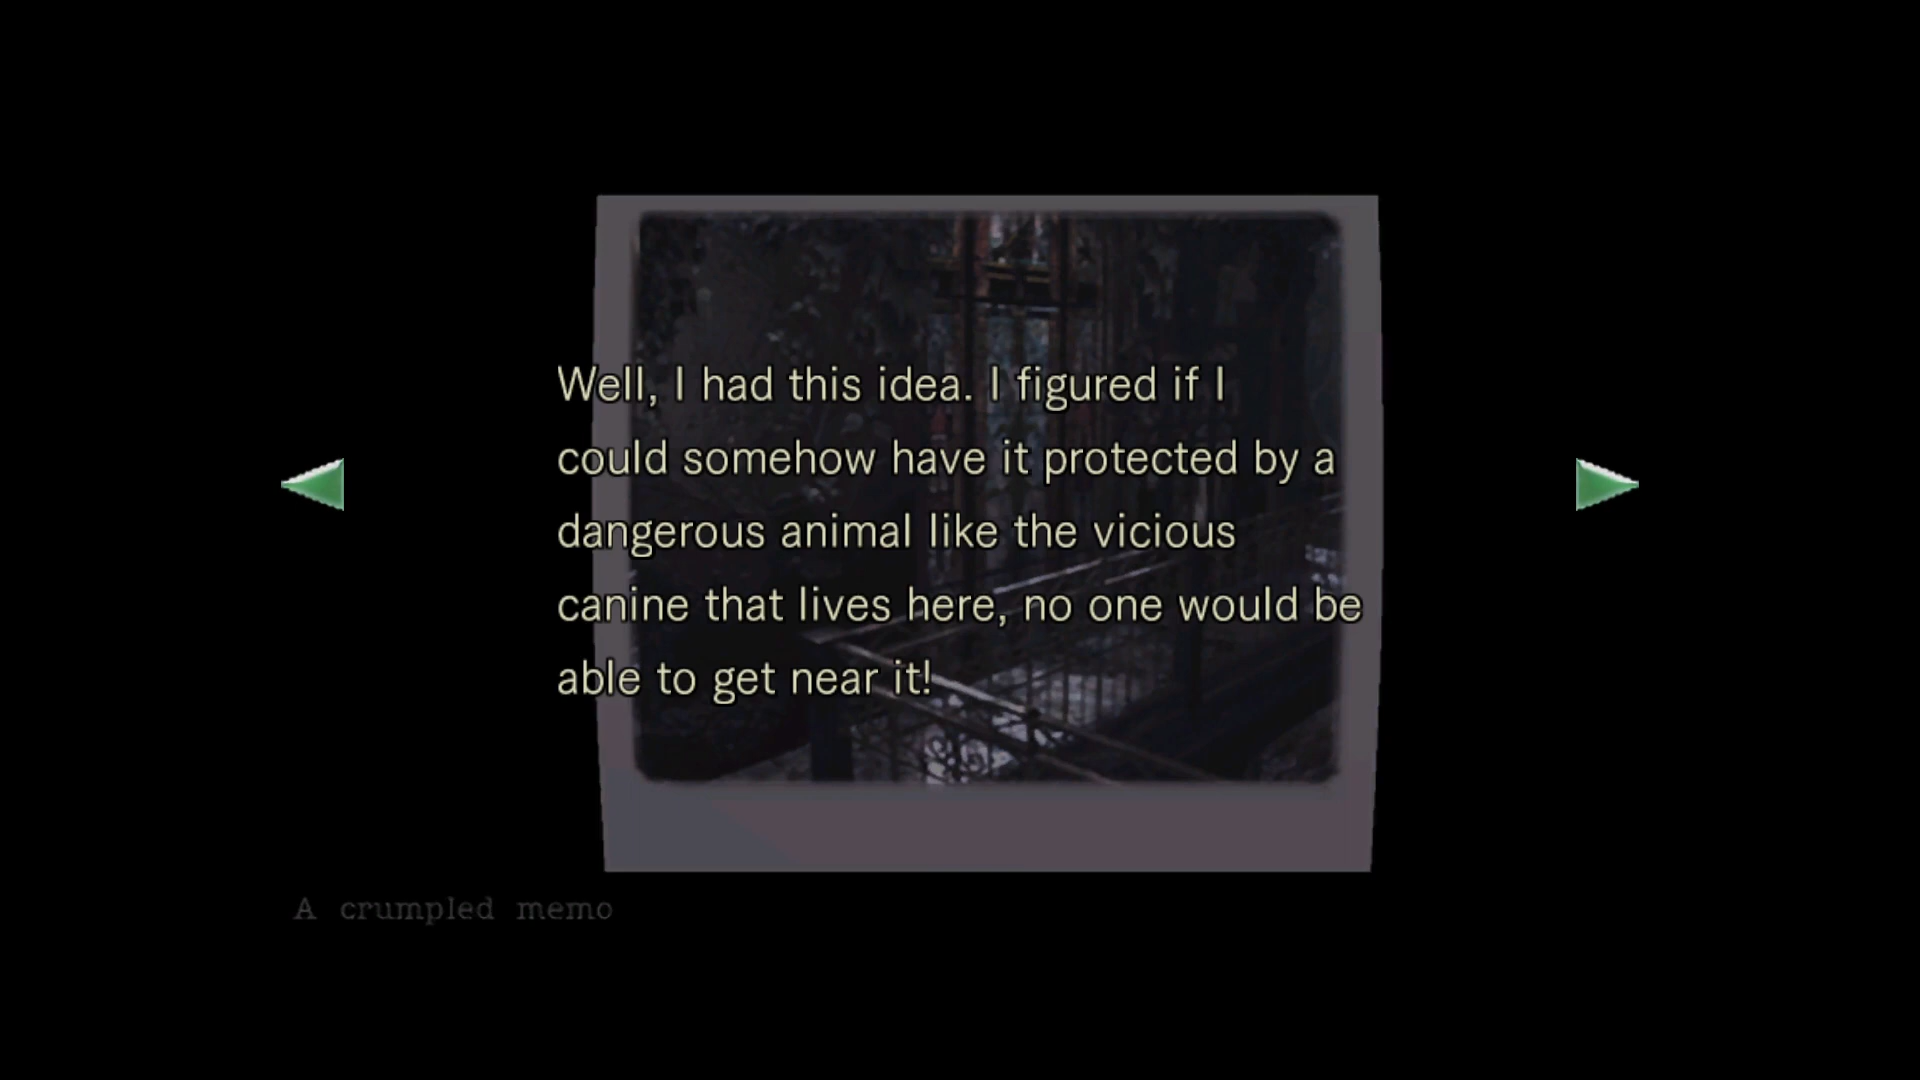 Well, I had this idea. I figured if I
could somehow have it protected by a
dangerous animal like the vicious
canine that lives here, no one would be
able to get near it!
A crumpled memo